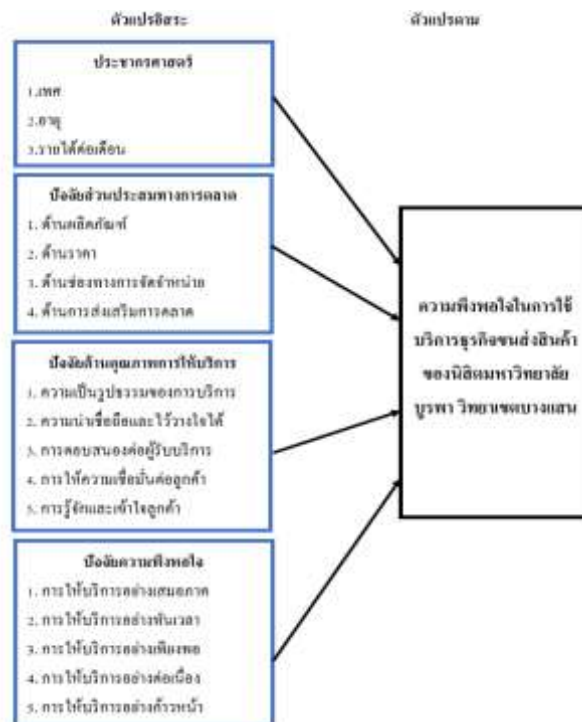 ตัวแปรอิสระ
ตัวแปรตาม
ประชากรศาสตร์
1.เพศ
2.อายุ
3.รายได้ต่อเดือน
ปัจจัยส่วนประสมทางการตลาด
1. ด้านผลิตภัณฑ์
2. ด้านราคา
3. ด้านช่องทางการจัดจำหน่าย
4. ด้านการส่งเสริมการตลาด
ปัจจัยด้านคุณภาพการให้บริการ
1. ความเป็นรูปธรรมของการบริการ
2. ความน่าเชื่อถือและไว้วางใจได้
3. การตอบสนองต่อผู้รับบริการ
4. การให้ความเชื่อมั่นต่อลูกค้า
5. การรู้จักและเข้าใจลูกค้า
ปัจจัยความพึงพอใจ
1. การให้บริการอย่างเสมอภาค
2. การให้บริการอย่างทันเวลา
3. การให้บริการอย่างเพียงพอ
4. การให้บริการอย่างต่อเนื่อง
5. การให้บริการอย่างก้าวหน้า
ความพึงพอใจในการใช้
บริการธุรกิจขนส่งสินค้า
ของนิสิตมหาวิทยาลัย
บูรพา วิทยาเขตบางแสน